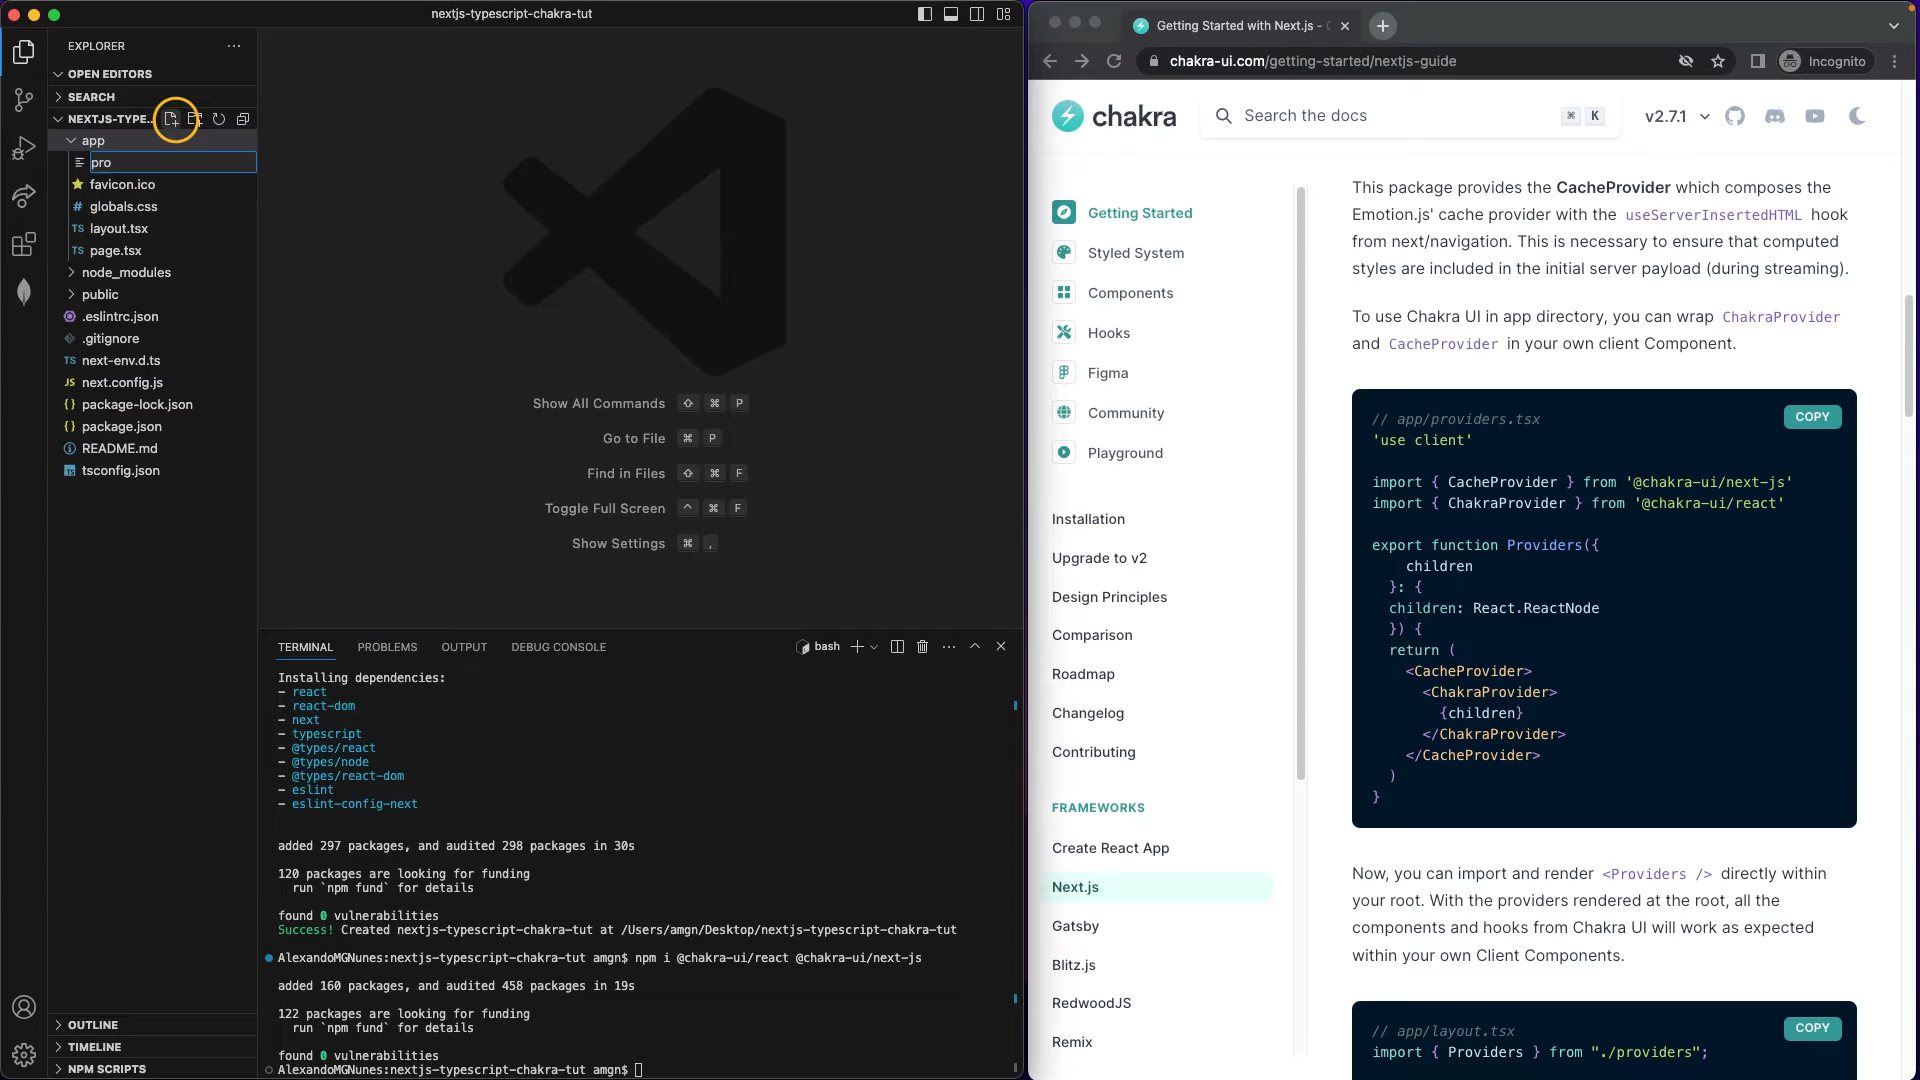 nextjs-typescript-chakra-tut
EXPLORER
OPEN EDITORS
SEARCH
NEXTJS-TYPE...
app
pro
favicon.ico
# globals.css
TS layout.tsx
TS page.tsx
node_modules
public
.eslintrc.json
.gitignore
TS next-env.d.ts
JS next.config.js
{} package-lock.json
{} package.json
README.md
TS tsconfig.json
OUTLINE
TIMELINE
NPM SCRIPTS
Show All Commands ⇧ ⌘ P
Go to File ⌘ P
Find in Files ⇧ ⌘ F
Toggle Full Screen ^ ⌘ F
Show Settings ⌘ ,
TERMINAL PROBLEMS OUTPUT DEBUG CONSOLE bash
Installing dependencies:
- react
- react-dom
- next
- typescript
- @types/react
- @types/node
- @types/react-dom
- eslint
- eslint-config-next
added 297 packages, and audited 298 packages in 30s
120 packages are looking for funding
run `npm fund` for details
found 0 vulnerabilities
Success! Created nextjs-typescript-chakra-tut at /Users/amgn/Desktop/nextjs-typescript-chakra-tut
AlexandoMGNunes:nextjs-typescript-chakra-tut amgn$ npm i @chakra-ui/react @chakra-ui/next-js
added 160 packages, and audited 458 packages in 19s
122 packages are looking for funding
run `npm fund` for details
found 0 vulnerabilities
AlexandoMGNunes:nextjs-typescript-chakra-tut amgn$
Getting Started with Next.js -
chakra-ui.com/getting-started/nextjs-guide
Incognito
chakra
Search the docs
⌘ K
v2.7.1
Getting Started
Styled System
Components
Hooks
Figma
Community
Playground
Installation
Upgrade to v2
Design Principles
Comparison
Roadmap
Changelog
Contributing
FRAMEWORKS
Create React App
Next.js
Gatsby
Blitz.js
RedwoodJS
Remix
This package provides the CacheProvider which composes the
Emotion.js' cache provider with the useServerInsertedHTML hook
from next/navigation. This is necessary to ensure that computed
styles are included in the initial server payload (during streaming).
To use Chakra UI in app directory, you can wrap ChakraProvider
and CacheProvider in your own client Component.
COPY
// app/providers.tsx
'use client'
import { CacheProvider } from '@chakra-ui/next-js'
import { ChakraProvider } from '@chakra-ui/react'
export function Providers({
children
}: {
children: React.ReactNode
}) {
return (
<CacheProvider>
<ChakraProvider>
{children}
</ChakraProvider>
</CacheProvider>
)
}
Now, you can import and render <Providers /> directly within
your root. With the providers rendered at the root, all the
components and hooks from Chakra UI will work as expected
within your own Client Components.
COPY
// app/layout.tsx
import { Providers } from "./providers";